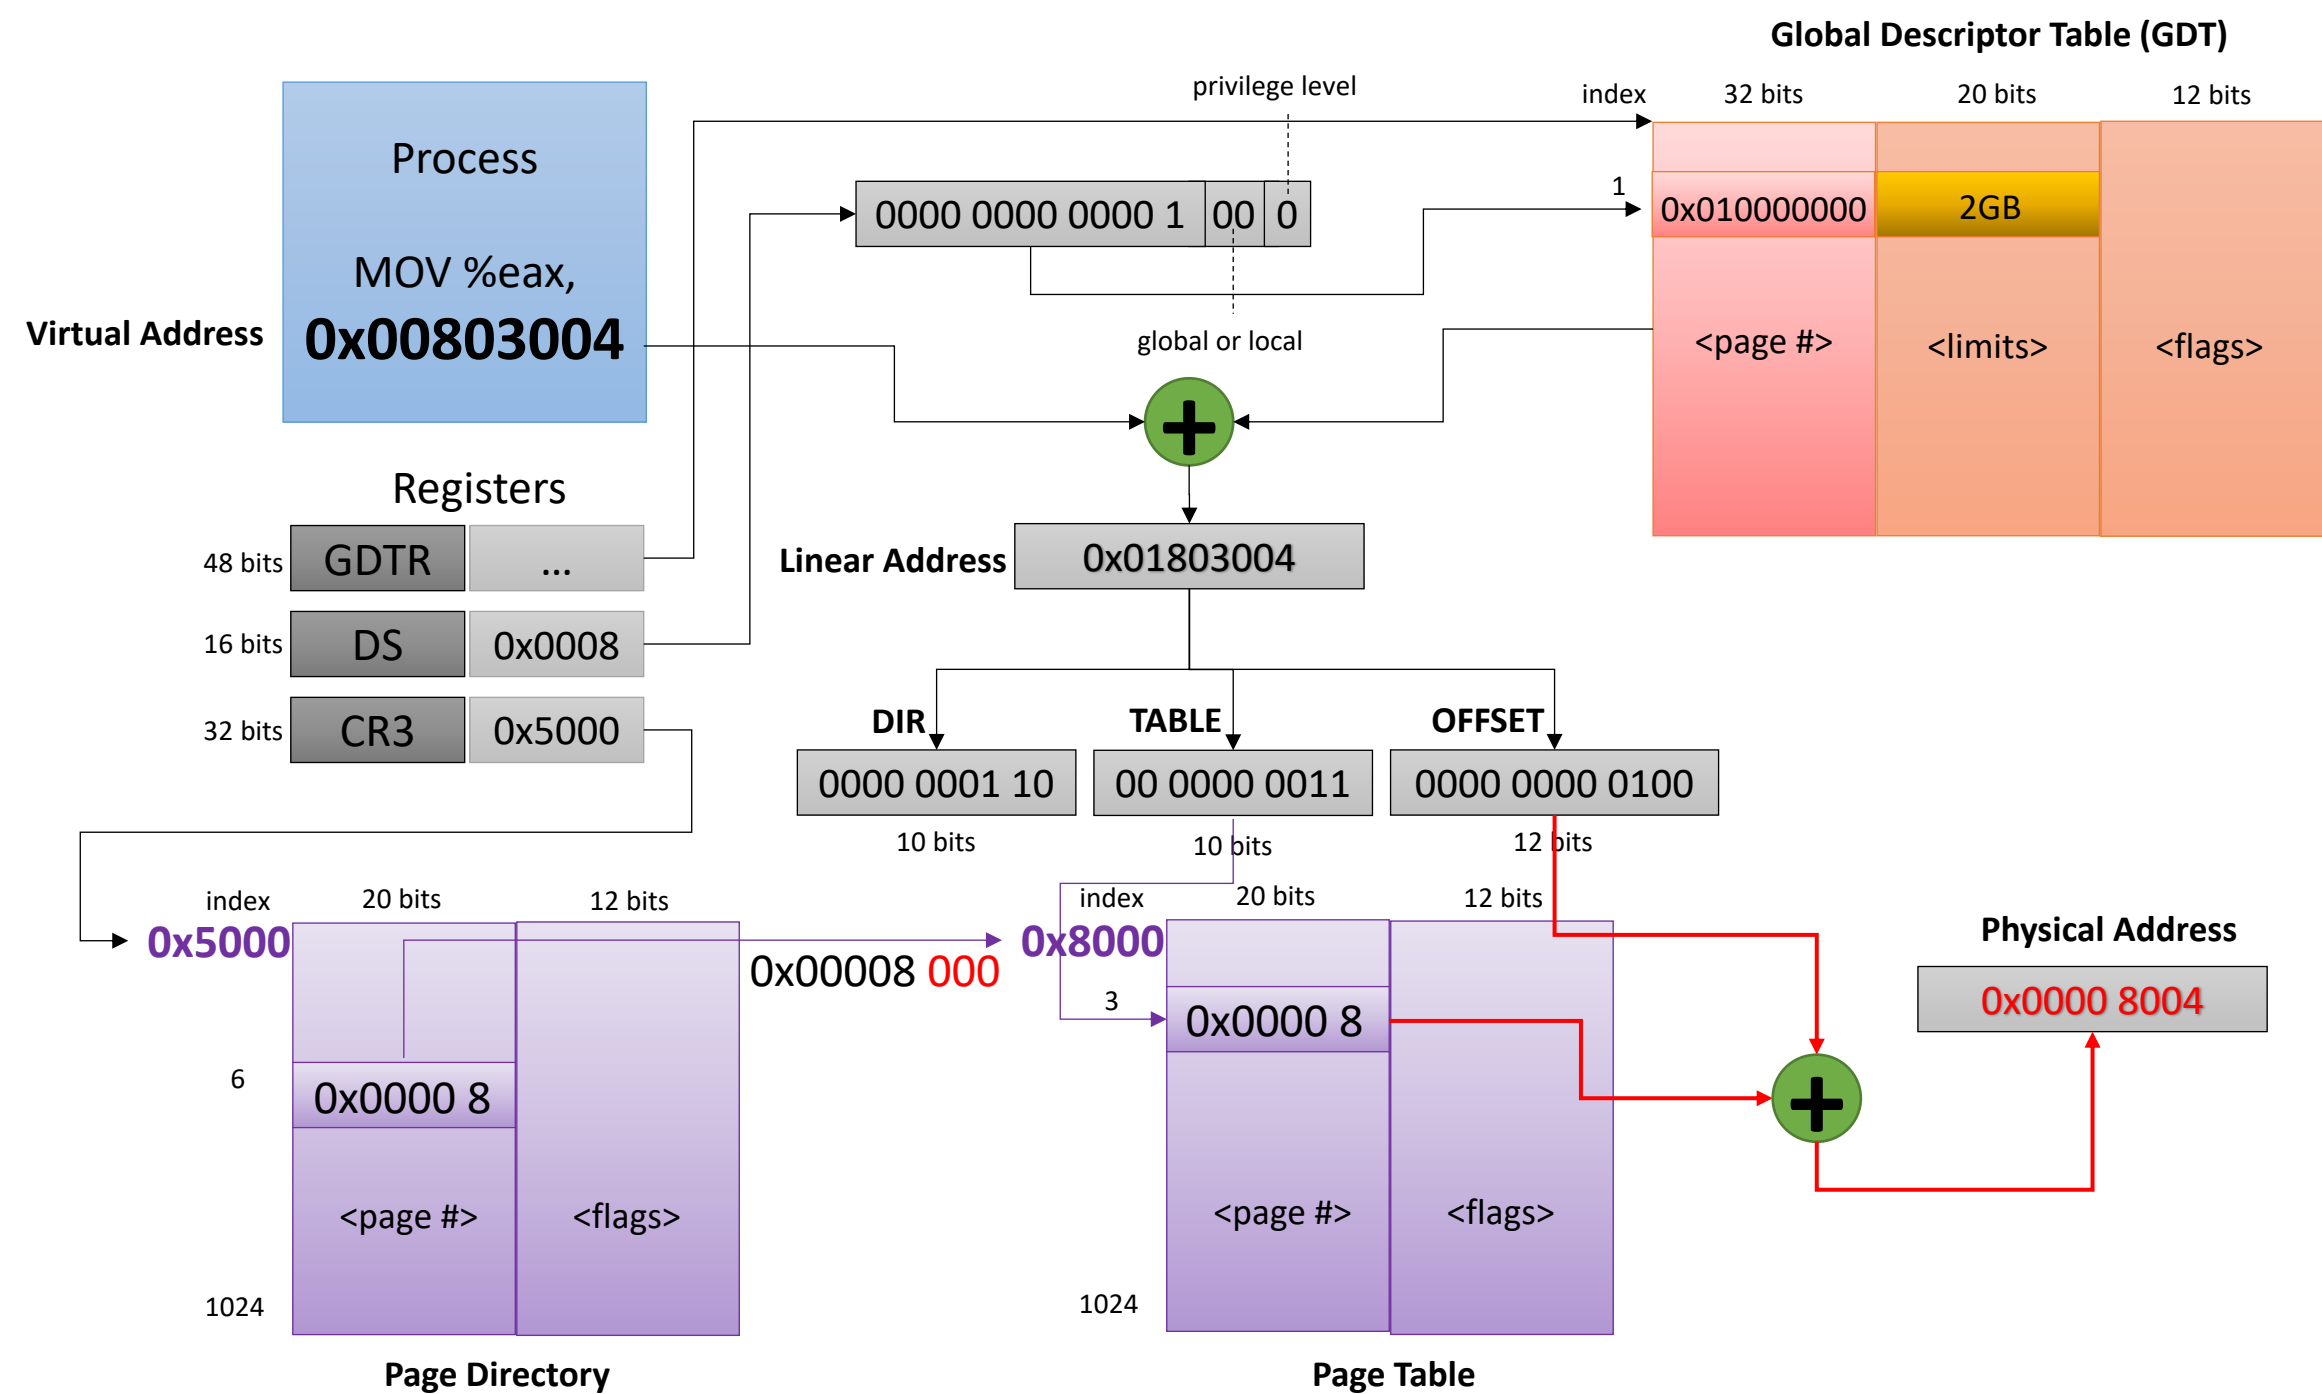 Global Descriptor Table (GDT)
index 32 bits 20 bits 12 bits
privilege level
Process
MOV %eax,
Virtual Address 0x00803004
0000 0000 0000 1 00 0
global or local
1 0x010000000 2GB
<page #> <limits> <flags>
+
Registers
48 bits GDTR ...
16 bits DS 0x0008
32 bits CR3 0x5000
Linear Address 0x01803004
DIR TABLE OFFSET
0000 0001 10 00 0000 0011 0000 0000 0100
10 bits 10 bits 12 bits
index 20 bits 12 bits
0x5000
6 0x0000 8
<page #> <flags>
1024
Page Directory
0x00008 000
index 20 bits 12 bits
0x8000
3 0x0000 8
<page #> <flags>
1024
Page Table
+
Physical Address
0x0000 8004